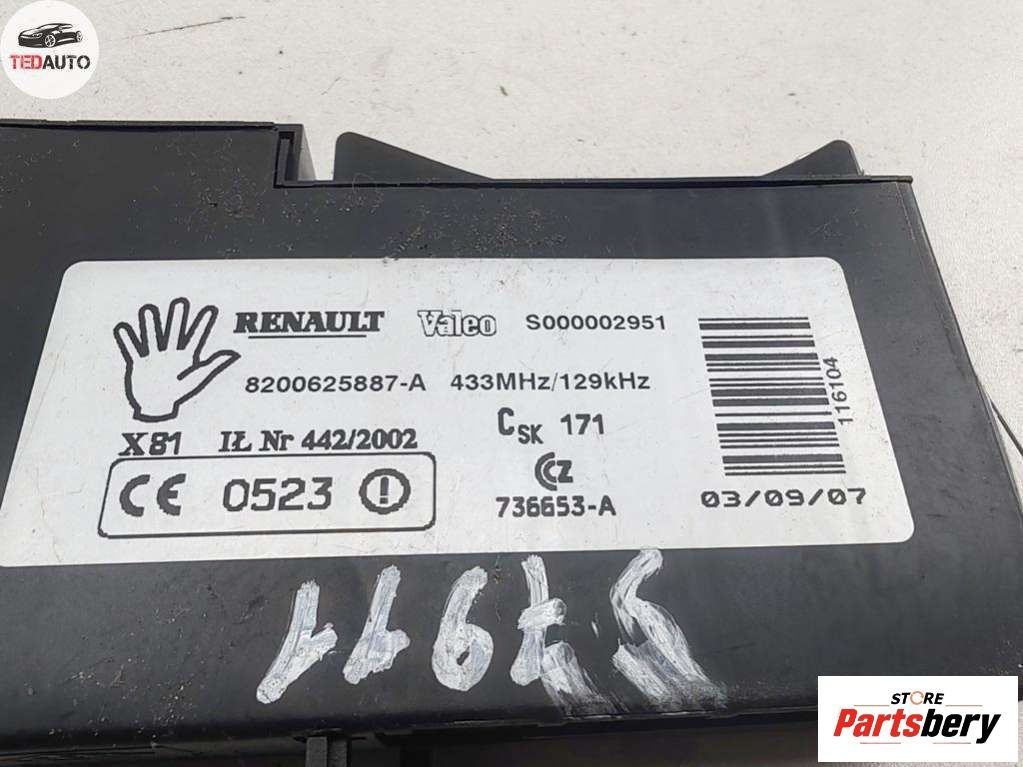 TEDAUTO
RENAULT Valeo S000002951
8200625887-A 433MHz/129kHz
X81 IŁ Nr 442/2002 CSK 171
CE 0523
CZ
736653-A
116104
03/09/07
STORE
Partsbery